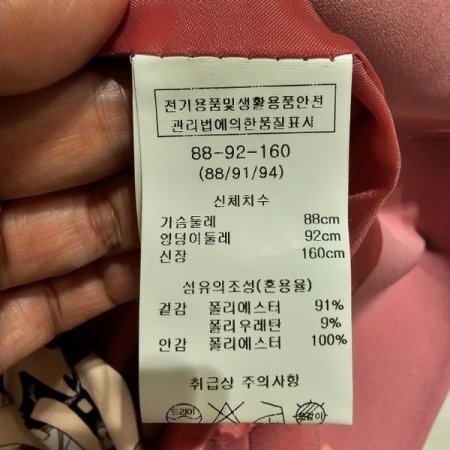 전기용품및생활용품안전
관리법에의한품질표시
88-92-160
(88/91/94)
신체치수
가슴둘레 88cm
엉덩이둘레 92cm
신장 160cm
섬유의조성(혼용율)
겉감 폴리에스터 91%
폴리우레탄 9%
안감 폴리에스터 100%
취급상 주의사항
드라이